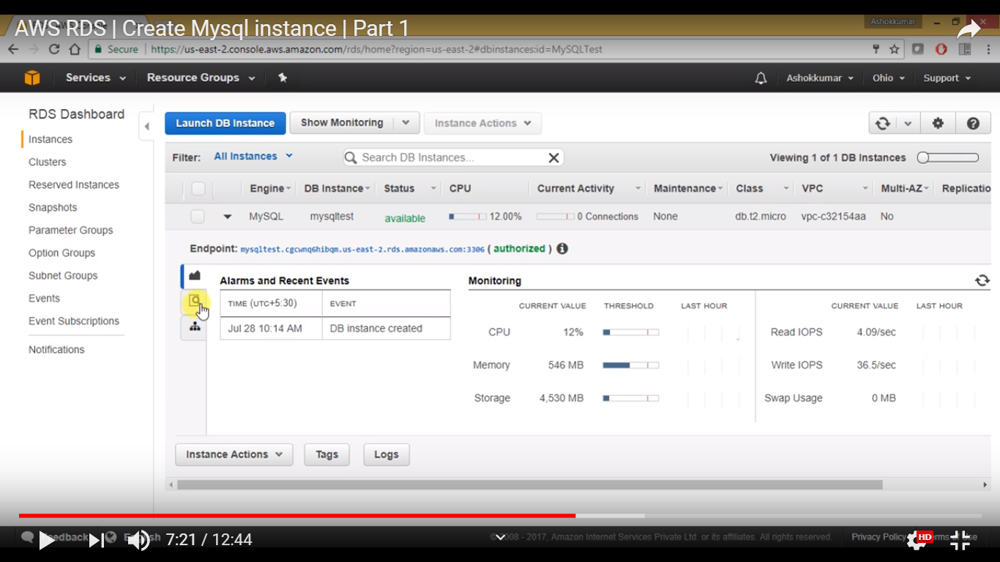 AWS RDS | Create Mysql instance | Part 1
Ashokkumar
Secure https://us-east-2.console.aws.amazon.com/rds/home?region=us-east-2#dbinstances:id=MySQLTest
Services Resource Groups Ashokkumar Ohio Support
RDS Dashboard
Instances
Clusters
Reserved Instances
Snapshots
Parameter Groups
Option Groups
Subnet Groups
Events
Event Subscriptions
Notifications
Launch DB Instance Show Monitoring Instance Actions
Filter: All Instances Search DB Instances... Viewing 1 of 1 DB Instances
Engine DB Instance Status CPU Current Activity Maintenance Class VPC Multi-AZ Replicatio
MySQL mysqltest available 12.00% 0 Connections None db.t2.micro vpc-c32154aa No
Endpoint: mysqltest.cgcwnq6hibqm.us-east-2.rds.amazonaws.com:3306 ( authorized )
Alarms and Recent Events
TIME (UTC+5:30) EVENT
Jul 28 10:14 AM DB instance created
Monitoring
CURRENT VALUE THRESHOLD LAST HOUR CURRENT VALUE LAST HOUR
CPU 12% Read IOPS 4.09/sec
Memory 546 MB Write IOPS 36.5/sec
Storage 4,530 MB Swap Usage 0 MB
Instance Actions Tags Logs
7:21 / 12:44
2008 - 2017, Amazon Internet Services Private Ltd. or its affiliates. All rights reserved. Privacy Policy
HD